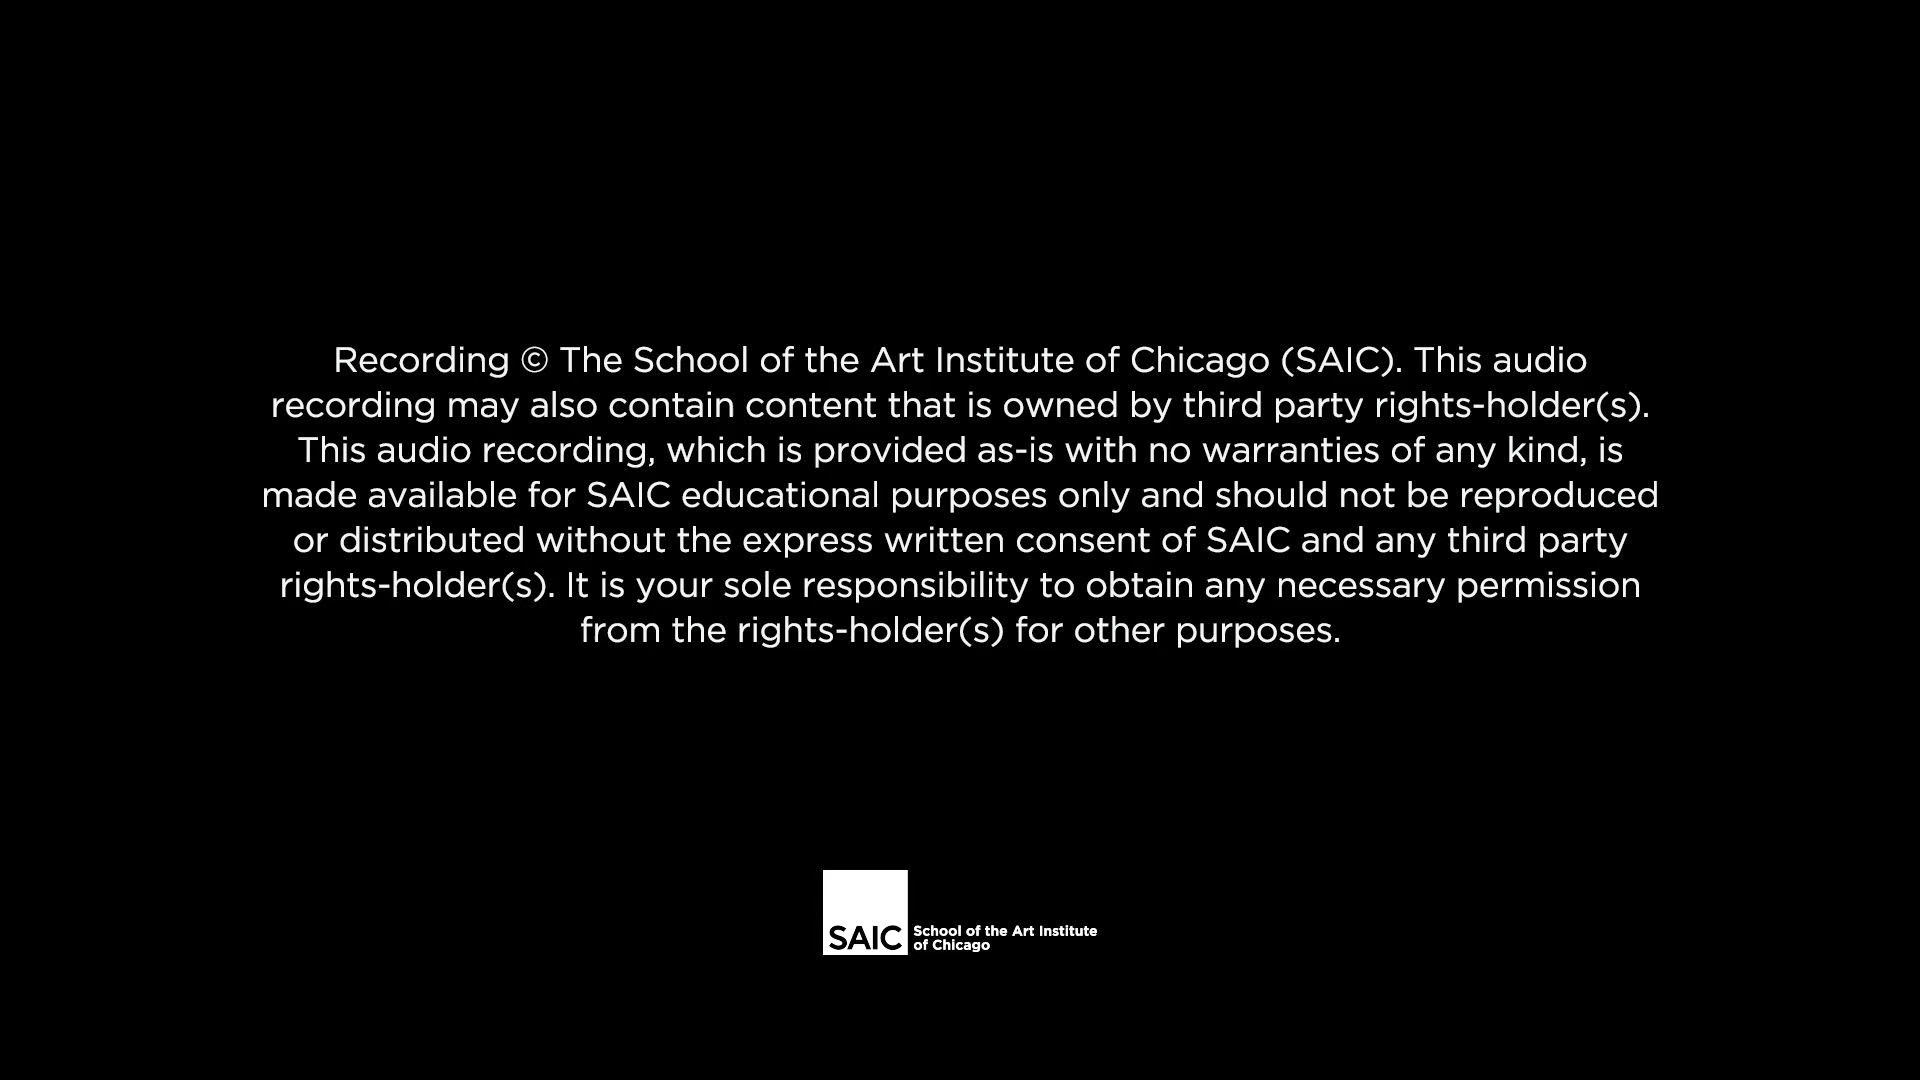 Recording © The School of the Art Institute of Chicago (SAIC). This audio
recording may also contain content that is owned by third party rights-holder(s).
This audio recording, which is provided as-is with no warranties of any kind, is
made available for SAIC educational purposes only and should not be reproduced
or distributed without the express written consent of SAIC and any third party
rights-holder(s). It is your sole responsibility to obtain any necessary permission
from the rights-holder(s) for other purposes.
SAIC
School of the Art Institute
of Chicago